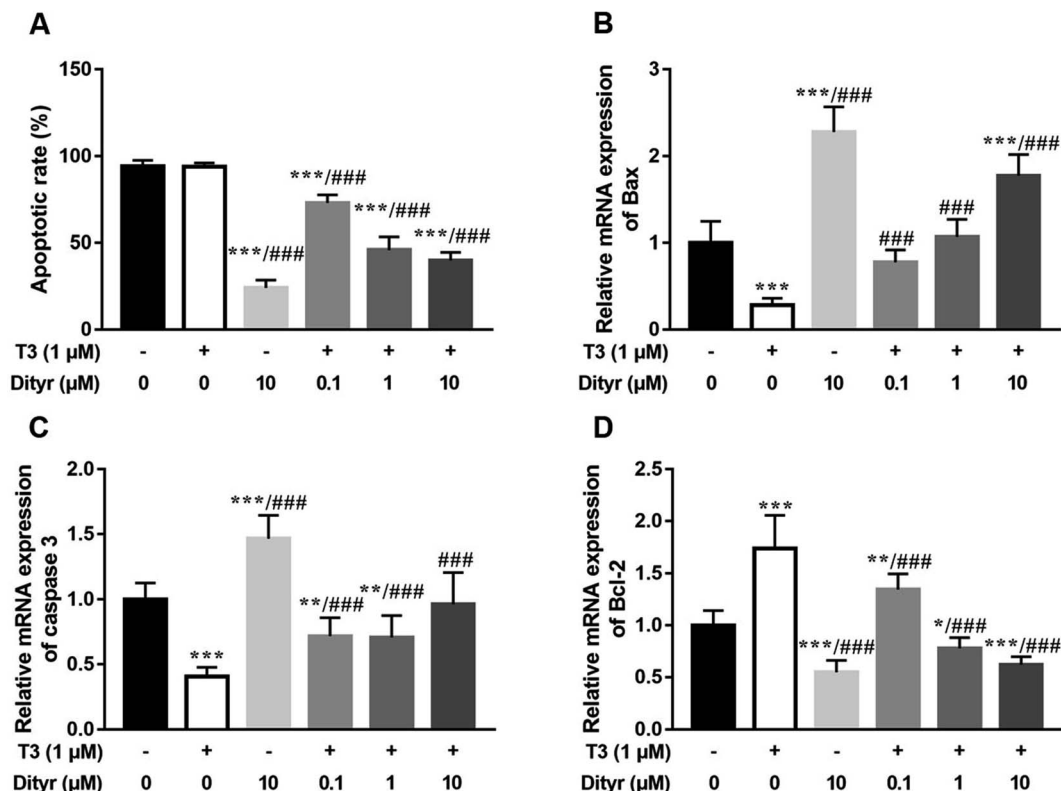 A
Apoptotic rate (%)
150
100
50
0
***/###
***/###
***/###
***/###
T3 (1 µM) - + - + + +
Dityr (µM) 0 0 10 0.1 1 10
B
Relative mRNA expression
of Bax
3
2
1
0
***
***/###
###
###
***/###
T3 (1 µM) - + - + + +
Dityr (µM) 0 0 10 0.1 1 10
C
Relative mRNA expression
of caspase 3
2.0
1.5
1.0
0.5
0.0
***
***/###
**/###
**/###
###
T3 (1 µM) - + - + + +
Dityr (µM) 0 0 10 0.1 1 10
D
Relative mRNA expression
of Bcl-2
2.5
2.0
1.5
1.0
0.5
0.0
***
***/###
**/###
*/###
***/###
T3 (1 µM) - + - + + +
Dityr (µM) 0 0 10 0.1 1 10